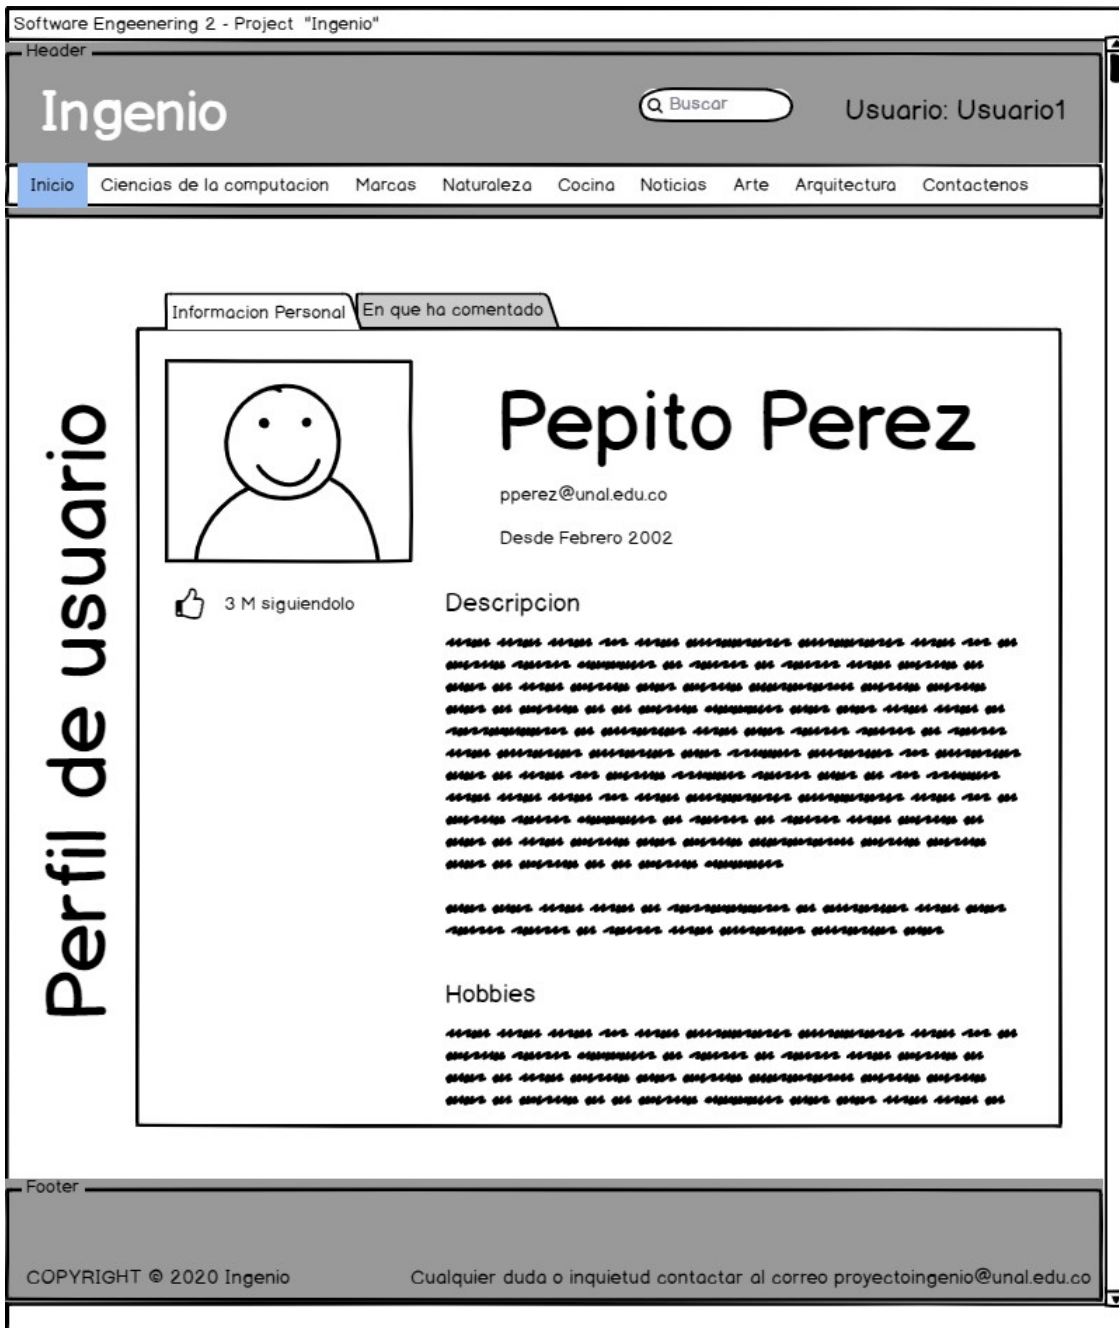 Software Engeenering 2 - Project "Ingenio"
Header
Ingenio
Buscar
Usuario: Usuario1
Inicio Ciencias de la computacion Marcas Naturaleza Cocina Noticias Arte Arquitectura Contactenos
Informacion Personal En que ha comentado
Perfil de usuario
Pepito Perez
pperez@unal.edu.co
Desde Febrero 2002
3 M siguiendolo
Descripcion
Hobbies
Footer
COPYRIGHT © 2020 Ingenio
Cualquier duda o inquietud contactar al correo proyectoingenio@unal.edu.co